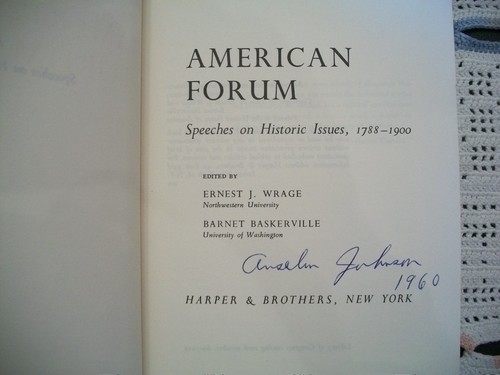 AMERICAN
FORUM
Speeches on Historic Issues, 1788–1900
EDITED BY
ERNEST J. WRAGE
Northwestern University
BARNET BASKERVILLE
University of Washington
Anselm Johnson
1960
HARPER & BROTHERS, NEW YORK